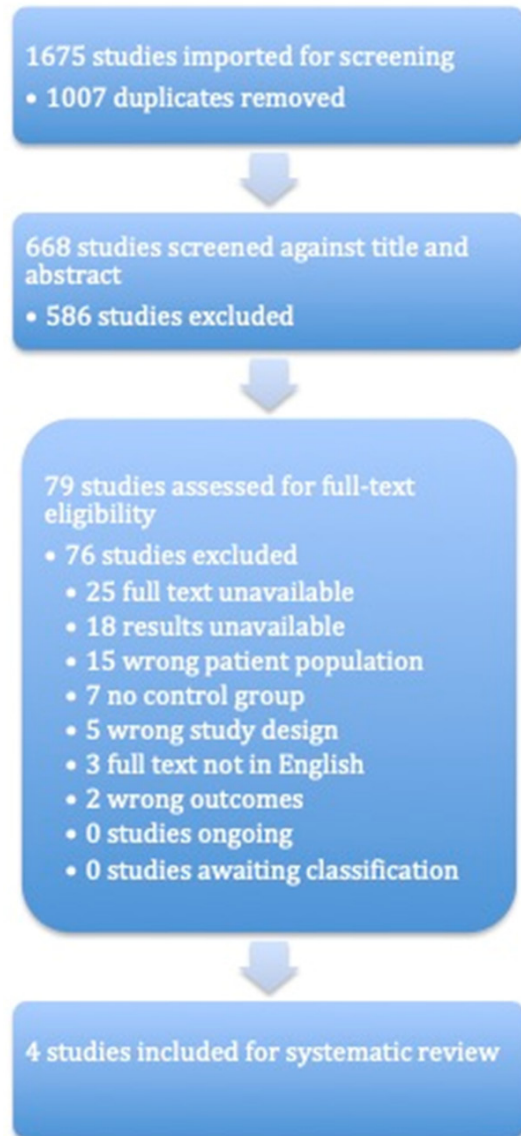 1675 studies imported for screening
• 1007 duplicates removed
668 studies screened against title and
abstract
• 586 studies excluded
79 studies assessed for full-text
eligibility
• 76 studies excluded
• 25 full text unavailable
• 18 results unavailable
• 15 wrong patient population
• 7 no control group
• 5 wrong study design
• 3 full text not in English
• 2 wrong outcomes
• 0 studies ongoing
• 0 studies awaiting classification
4 studies included for systematic review